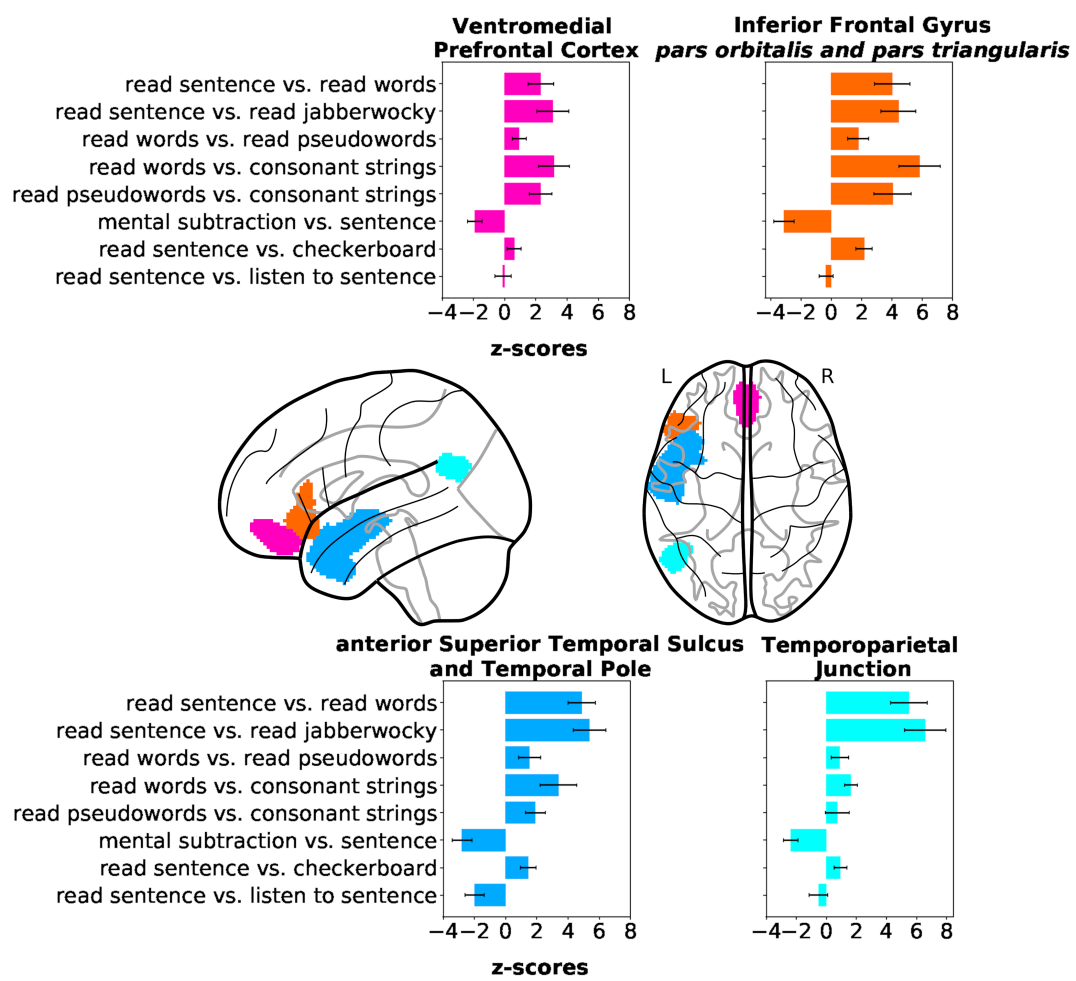 Ventromedial
Prefrontal Cortex
Inferior Frontal Gyrus
pars orbitalis and pars triangularis
read sentence vs. read words
read sentence vs. read jabberwocky
read words vs. read pseudowords
read words vs. consonant strings
read pseudowords vs. consonant strings
mental subtraction vs. sentence
read sentence vs. checkerboard
read sentence vs. listen to sentence
−4 −2 0 2 4 6 8
−4 −2 0 2 4 6 8
z-scores
L
R
anterior Superior Temporal Sulcus
and Temporal Pole
Temporoparietal
Junction
read sentence vs. read words
read sentence vs. read jabberwocky
read words vs. read pseudowords
read words vs. consonant strings
read pseudowords vs. consonant strings
mental subtraction vs. sentence
read sentence vs. checkerboard
read sentence vs. listen to sentence
−4 −2 0 2 4 6 8
−4 −2 0 2 4 6 8
z-scores